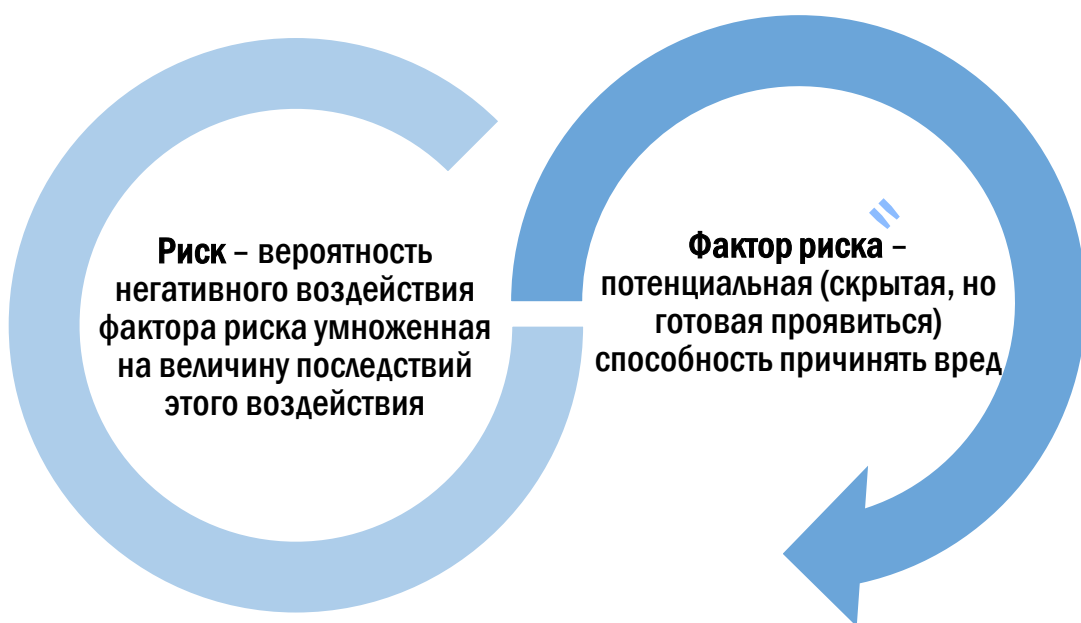 Риск – вероятность
негативного воздействия
фактора риска умноженная
на величину последствий
этого воздействия
Фактор риска –
потенциальная (скрытая, но
готовая проявиться)
способность причинять вред